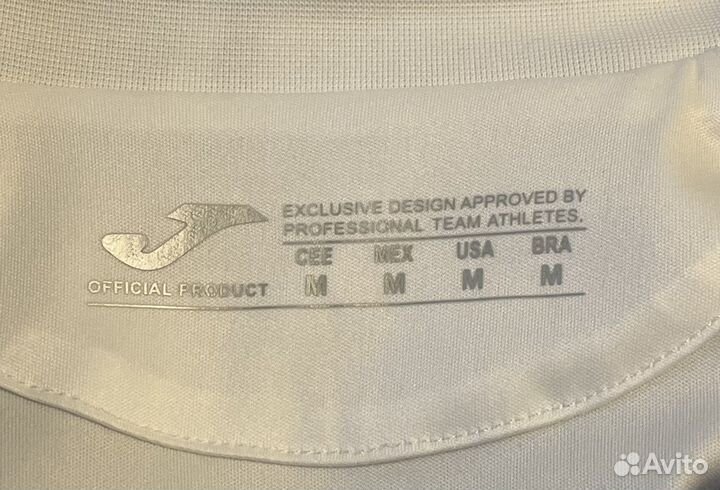 EXCLUSIVE DESIGN APPROVED BY
PROFESSIONAL TEAM ATHLETES.
CEE MEX USA BRA
OFFICIAL PRODUCT M M M M
Avito